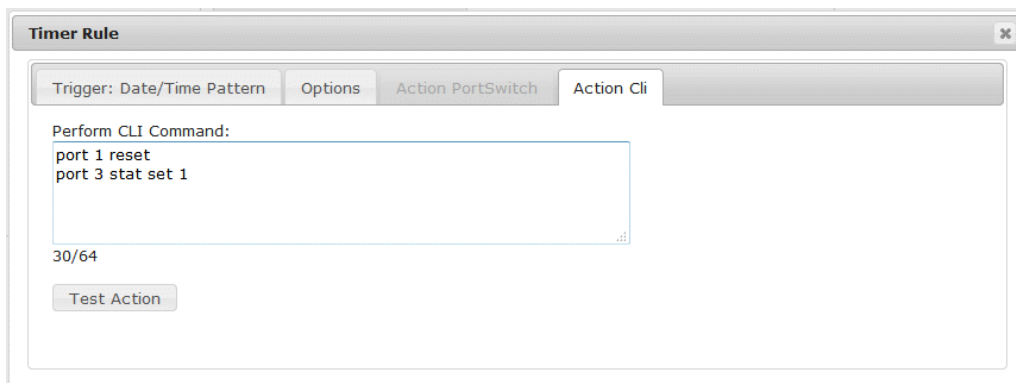 Timer Rule
Trigger: Date/Time Pattern Options Action PortSwitch Action Cli
Perform CLI Command:
port 1 reset
port 3 stat set 1
30/64
Test Action